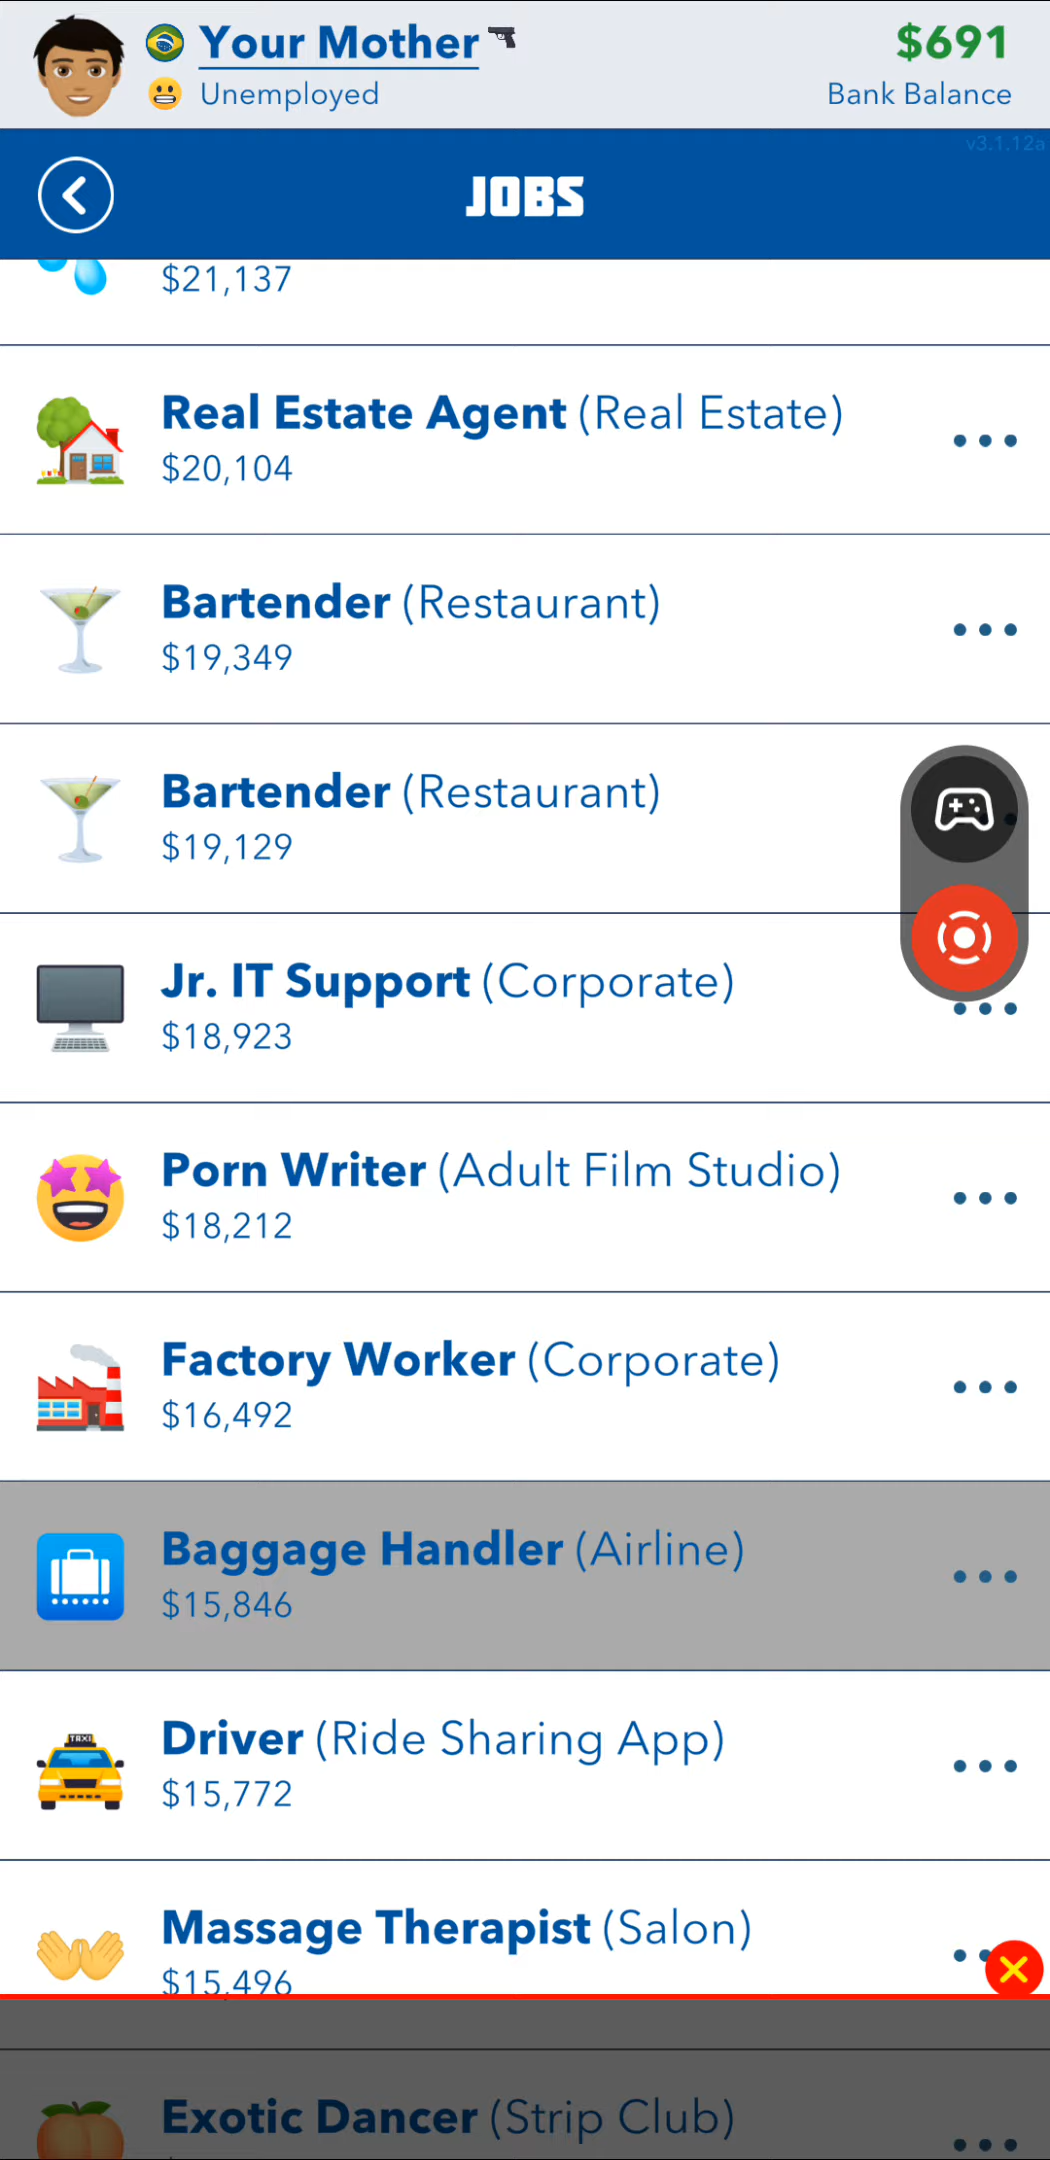 Your Mother
$691
Unemployed
Bank Balance
v3.1.12a
JOBS
$21,137
Real Estate Agent (Real Estate)
$20,104
Bartender (Restaurant)
$19,349
Bartender (Restaurant)
$19,129
Jr. IT Support (Corporate)
$18,923
Porn Writer (Adult Film Studio)
$18,212
Factory Worker (Corporate)
$16,492
Baggage Handler (Airline)
$15,846
TAXI
Driver (Ride Sharing App)
$15,772
Massage Therapist (Salon)
$15,496
Exotic Dancer (Strip Club)